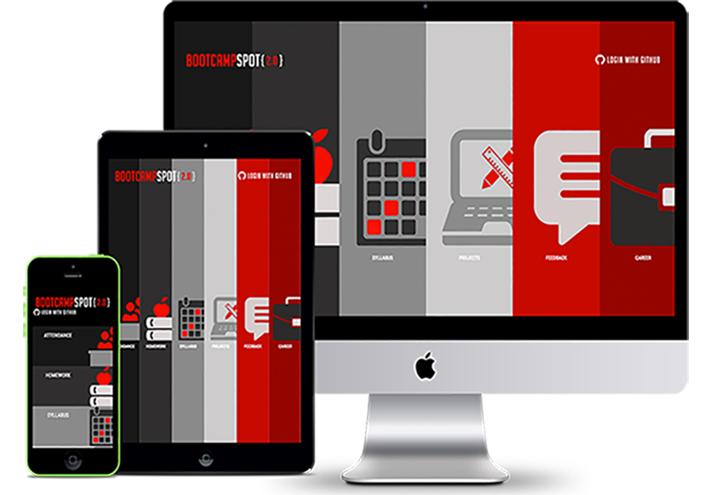 BOOTCAMPSPOT{2.0}
LOGIN WITH GITHUB
SYLLABUS
PROJECTS
FEEDBACK
CAREER
BOOTCAMPSPOT{2.0}
LOGIN WITH GITHUB
DANCE
HOMEWORK
SYLLABUS
PROJECTS
FEEDBACK
CAREER
BOOTCAMPSPOT{2.0}
LOGIN WITH GITHUB
ATTENDANCE
HOMEWORK
SYLLABUS